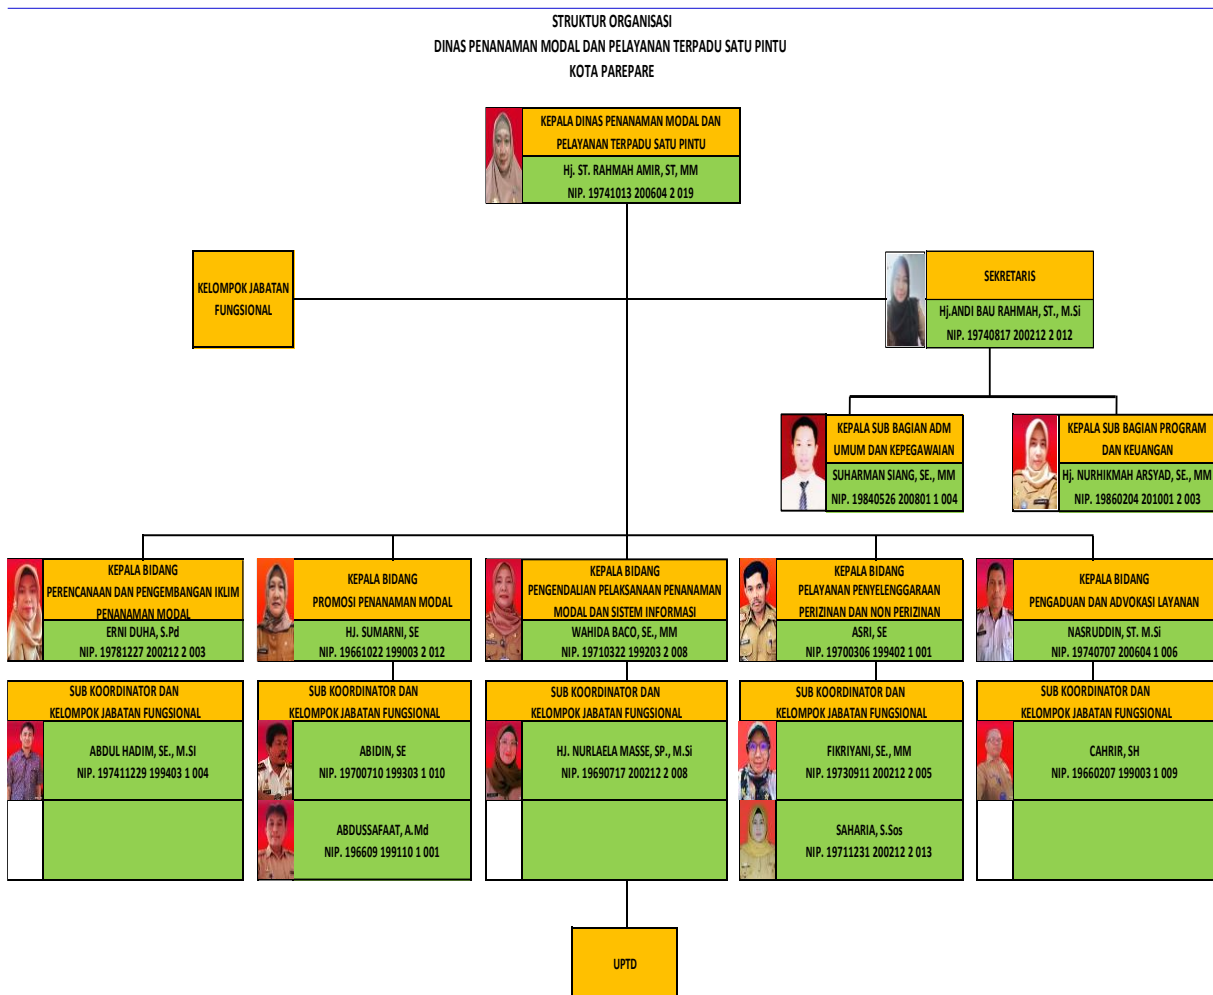 STRUKTUR ORGANISASI
DINAS PENANAMAN MODAL DAN PELAYANAN TERPADU SATU PINTU
KOTA PAREPARE
KEPALA DINAS PENANAMAN MODAL DAN
PELAYANAN TERPADU SATU PINTU
Hj. ST. RAHMAH AMIR, ST, MM
NIP. 19741013 200604 2 019
KELOMPOK JABATAN
FUNGSIONAL
SEKRETARIS
Hj.ANDI BAU RAHMAH, ST., M.Si
NIP. 19740817 200212 2 012
KEPALA SUB BAGIAN ADM
UMUM DAN KEPEGAWAIAN
SUHARMAN SIANG, SE., MM
NIP. 19840526 200801 1 004
KEPALA SUB BAGIAN PROGRAM
DAN KEUANGAN
Hj. NURHIKMAH ARSYAD, SE., MM
NIP. 19860204 201001 2 003
KEPALA BIDANG
PERENCANAAN DAN PENGEMBANGAN IKLIM
PENANAMAN MODAL
ERNI DUHA, S.Pd
NIP. 19781227 200212 2 003
KEPALA BIDANG
PROMOSI PENANAMAN MODAL
HJ. SUMARNI, SE
NIP. 19661022 199003 2 012
KEPALA BIDANG
PENGENDALIAN PELAKSANAAN PENANAMAN
MODAL DAN SISTEM INFORMASI
WAHIDA BACO, SE., MM
NIP. 19710322 199203 2 008
KEPALA BIDANG
PELAYANAN PENYELENGGARAAN
PERIZINAN DAN NON PERIZINAN
ASRI, SE
NIP. 19700306 199402 1 001
KEPALA BIDANG
PENGADUAN DAN ADVOKASI LAYANAN
NASRUDDIN, ST. M.Si
NIP. 19740707 200604 1 006
SUB KOORDINATOR DAN
KELOMPOK JABATAN FUNGSIONAL
ABDUL HADIM, SE., M.SI
NIP. 197411229 199403 1 004
SUB KOORDINATOR DAN
KELOMPOK JABATAN FUNGSIONAL
ABIDIN, SE
NIP. 19700710 199303 1 010
ABDUSSAFAAT, A.Md
NIP. 196609 199110 1 001
SUB KOORDINATOR DAN
KELOMPOK JABATAN FUNGSIONAL
HJ. NURLAELA MASSE, SP., M.Si
NIP. 19690717 200212 2 008
SUB KOORDINATOR DAN
KELOMPOK JABATAN FUNGSIONAL
FIKRIYANI, SE., MM
NIP. 19730911 200212 2 005
SAHARIA, S.Sos
NIP. 19711231 200212 2 013
SUB KOORDINATOR DAN
KELOMPOK JABATAN FUNGSIONAL
CAHRIR, SH
NIP. 19660207 199003 1 009
UPTD